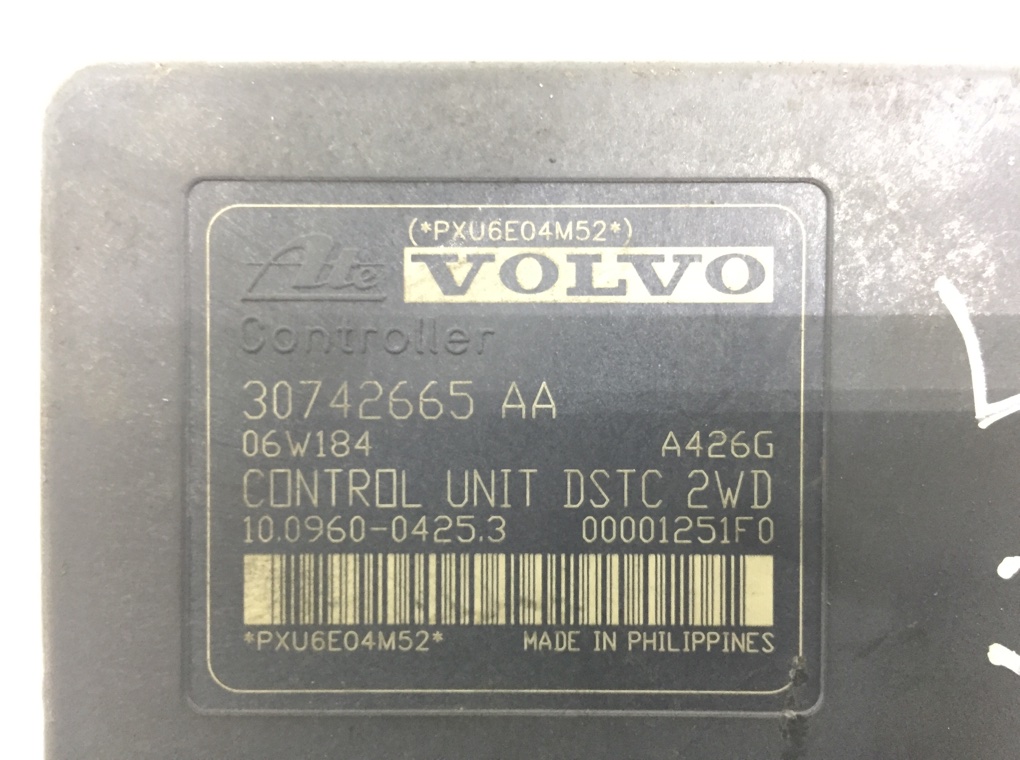 (*PXU6E04M52*)
Ate VOLVO
Controller
30742665 AA
06W184 A426G
CONTROL UNIT DSTC 2WD
10.0960-0425.3 00001251F0
*PXU6E04M52* MADE IN PHILIPPINES